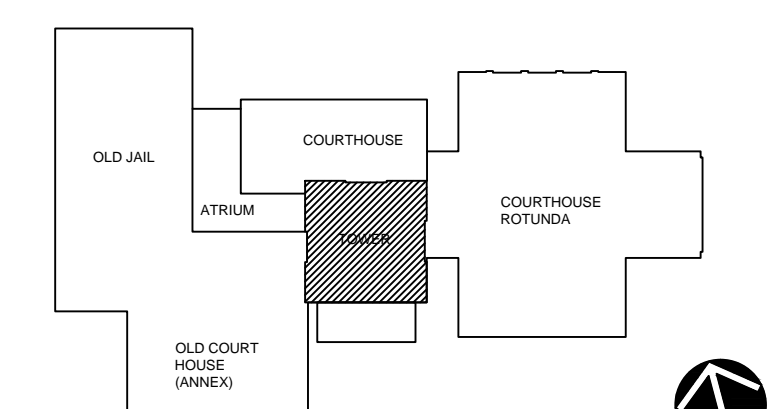 COURTHOUSE
OLD JAIL
COURTHOUSE
ROTUNDA
ATRIUM
TOWER
OLD COURT
HOUSE
(ANNEX)